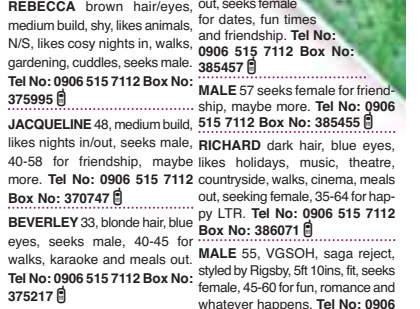 REBECCA brown hair/eyes,
medium build, shy, likes animals,
N/S, likes cosy nights in, walks,
gardening, cuddles, seeks male.
Tel No: 0906 515 7112 Box No:
375995
JACQUELINE 48, medium build,
likes nights in/out, seeks male,
40-58 for friendship, maybe
more. Tel No: 0906 515 7112
Box No: 370747
BEVERLEY 33, blonde hair, blue
eyes, seeks male, 40-45 for
walks, karaoke and meals out.
Tel No: 0906 515 7112 Box No:
375217
out, seeks female
for dates, fun times
and friendship. Tel No:
0906 515 7112 Box No:
385457
MALE 57 seeks female for friend-
ship, maybe more. Tel No: 0906
515 7112 Box No: 385455
RICHARD dark hair, blue eyes,
likes holidays, music, theatre,
countryside, walks, cinema, meals
out, seeking female, 35-64 for hap-
py LTR. Tel No: 0906 515 7112
Box No: 386071
MALE 55, VGSOH, saga reject,
styled by Rigsby, 5ft 10ins, fit, seeks
female, 45-60 for fun, romance and
whatever happens. Tel No: 0906